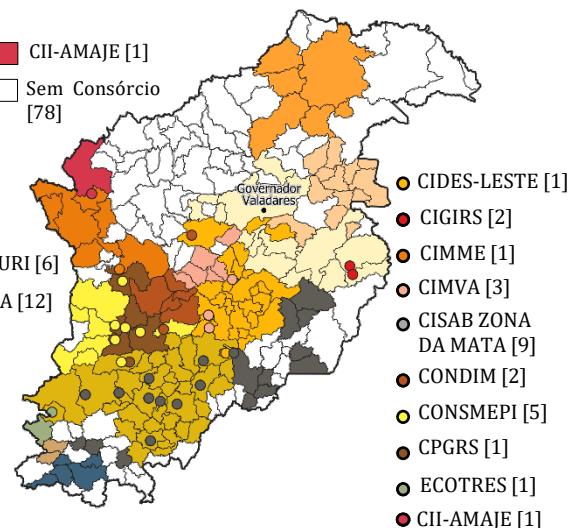 CII-AMAJE [1]
Sem Consórcio
[78]
Governador
Valadares
URI [6]
A [12]
CIDES-LESTE [1]
CIGIRS [2]
CIMME [1]
CIMVA [3]
CISAB ZONA
DA MATA [9]
CONDIM [2]
CONSMEPI [5]
CPGRS [1]
ECOTRES [1]
CII-AMAJE [1]